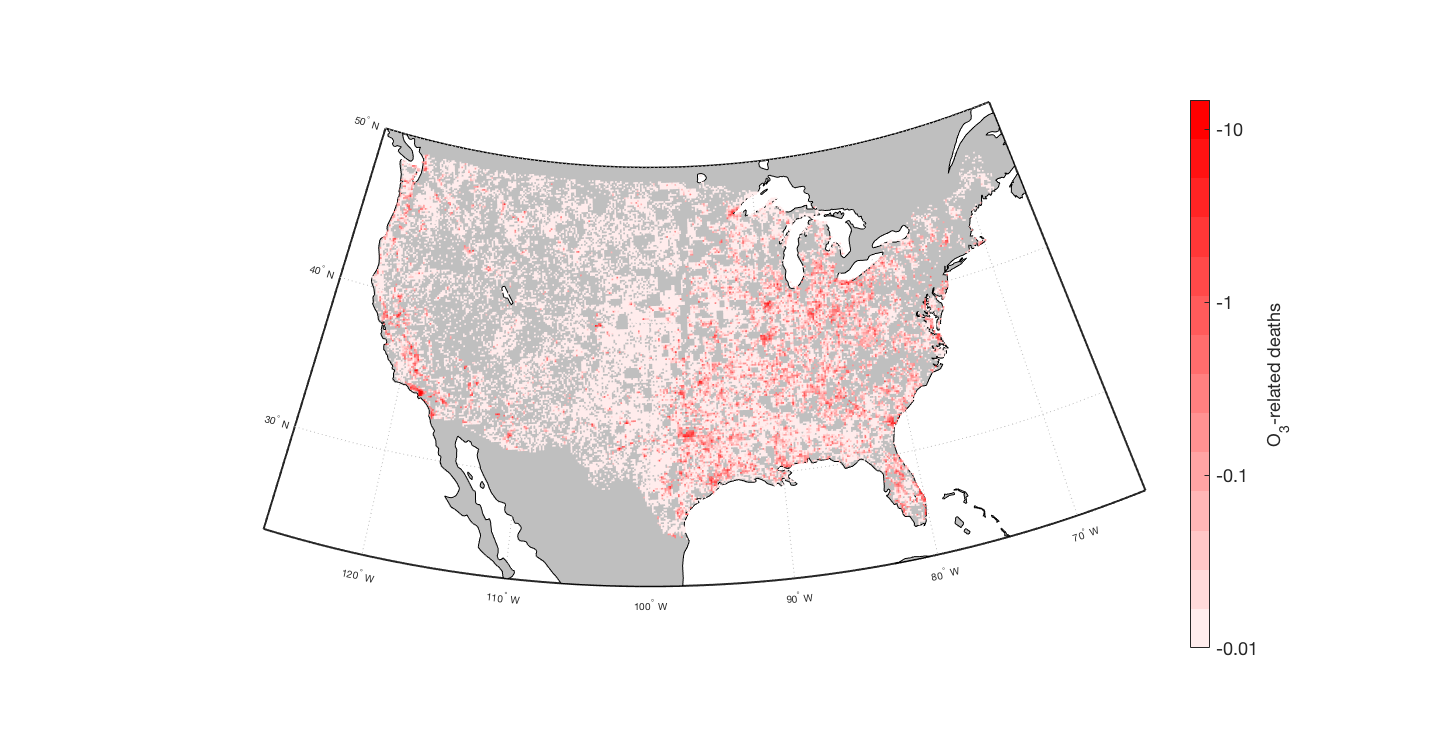 50° N
40° N
30° N
120° W
110° W
100° W
90° W
80° W
70° W
-10
-1
-0.1
-0.01
O₃-related deaths